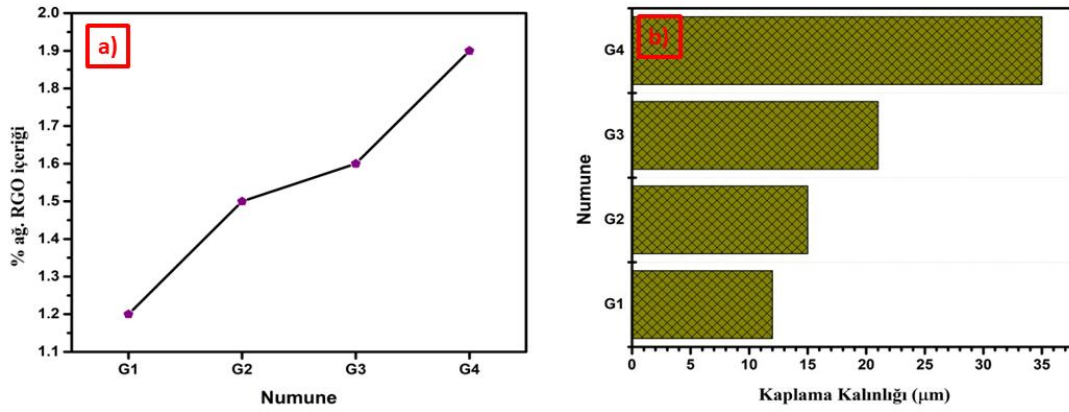 a)
2.0
1.9
1.8
1.7
1.6
1.5
1.4
1.3
1.2
1.1
% ağ. RGO içeriği
G1 G2 G3 G4
Numune
b)
G4
G3
G2
G1
Numune
0 5 10 15 20 25 30 35
Kaplama Kalınlığı (µm)